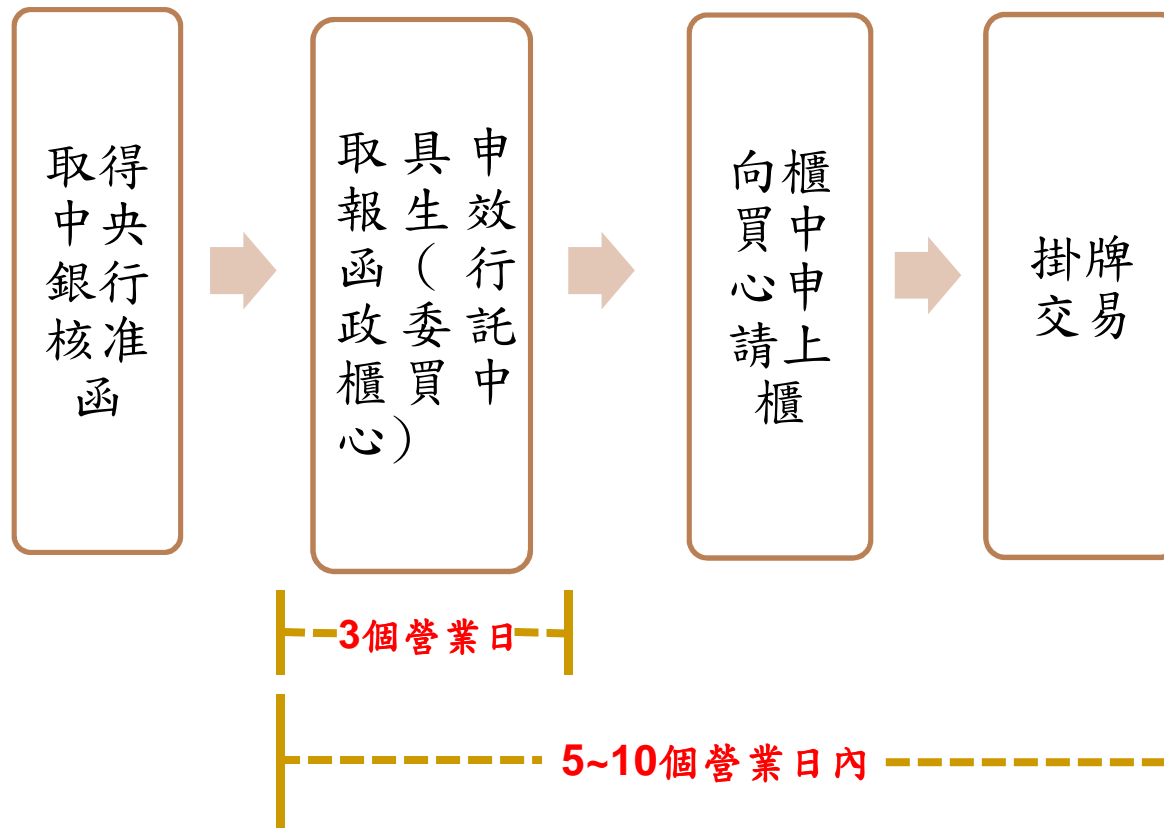 取得
中央
銀行
核准
函
取具申
報生效
函（行
政委託
櫃買中
心）
向櫃
買中
心申
請上
櫃
掛牌
交易
3個營業日
5~10個營業日內